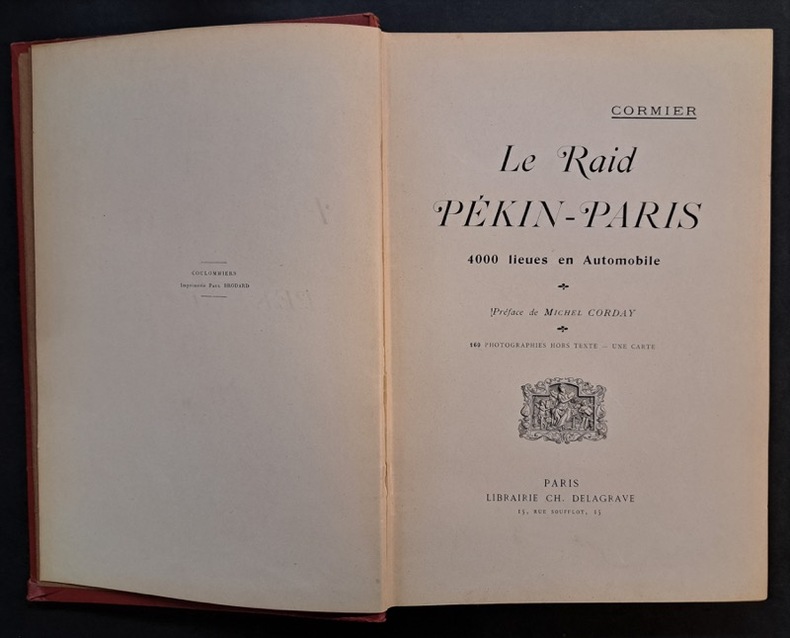 COULOMMIERS
Imprimerie Paul BRODARD
CORMIER
Le Raid
PÉKIN-PARIS
4000 lieues en Automobile
Préface de MICHEL CORDAY
160 PHOTOGRAPHIES HORS TEXTE — UNE CARTE
PARIS
LIBRAIRIE CH. DELAGRAVE
15, RUE SOUFFLOT, 15